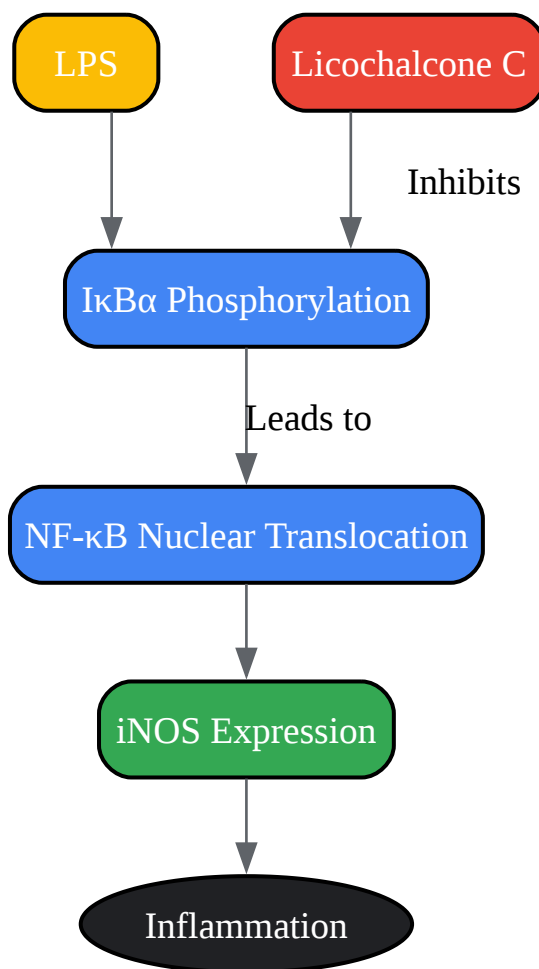 LPS
Licochalcone C
Inhibits
IκBα Phosphorylation
Leads to
NF-κB Nuclear Translocation
iNOS Expression
Inflammation